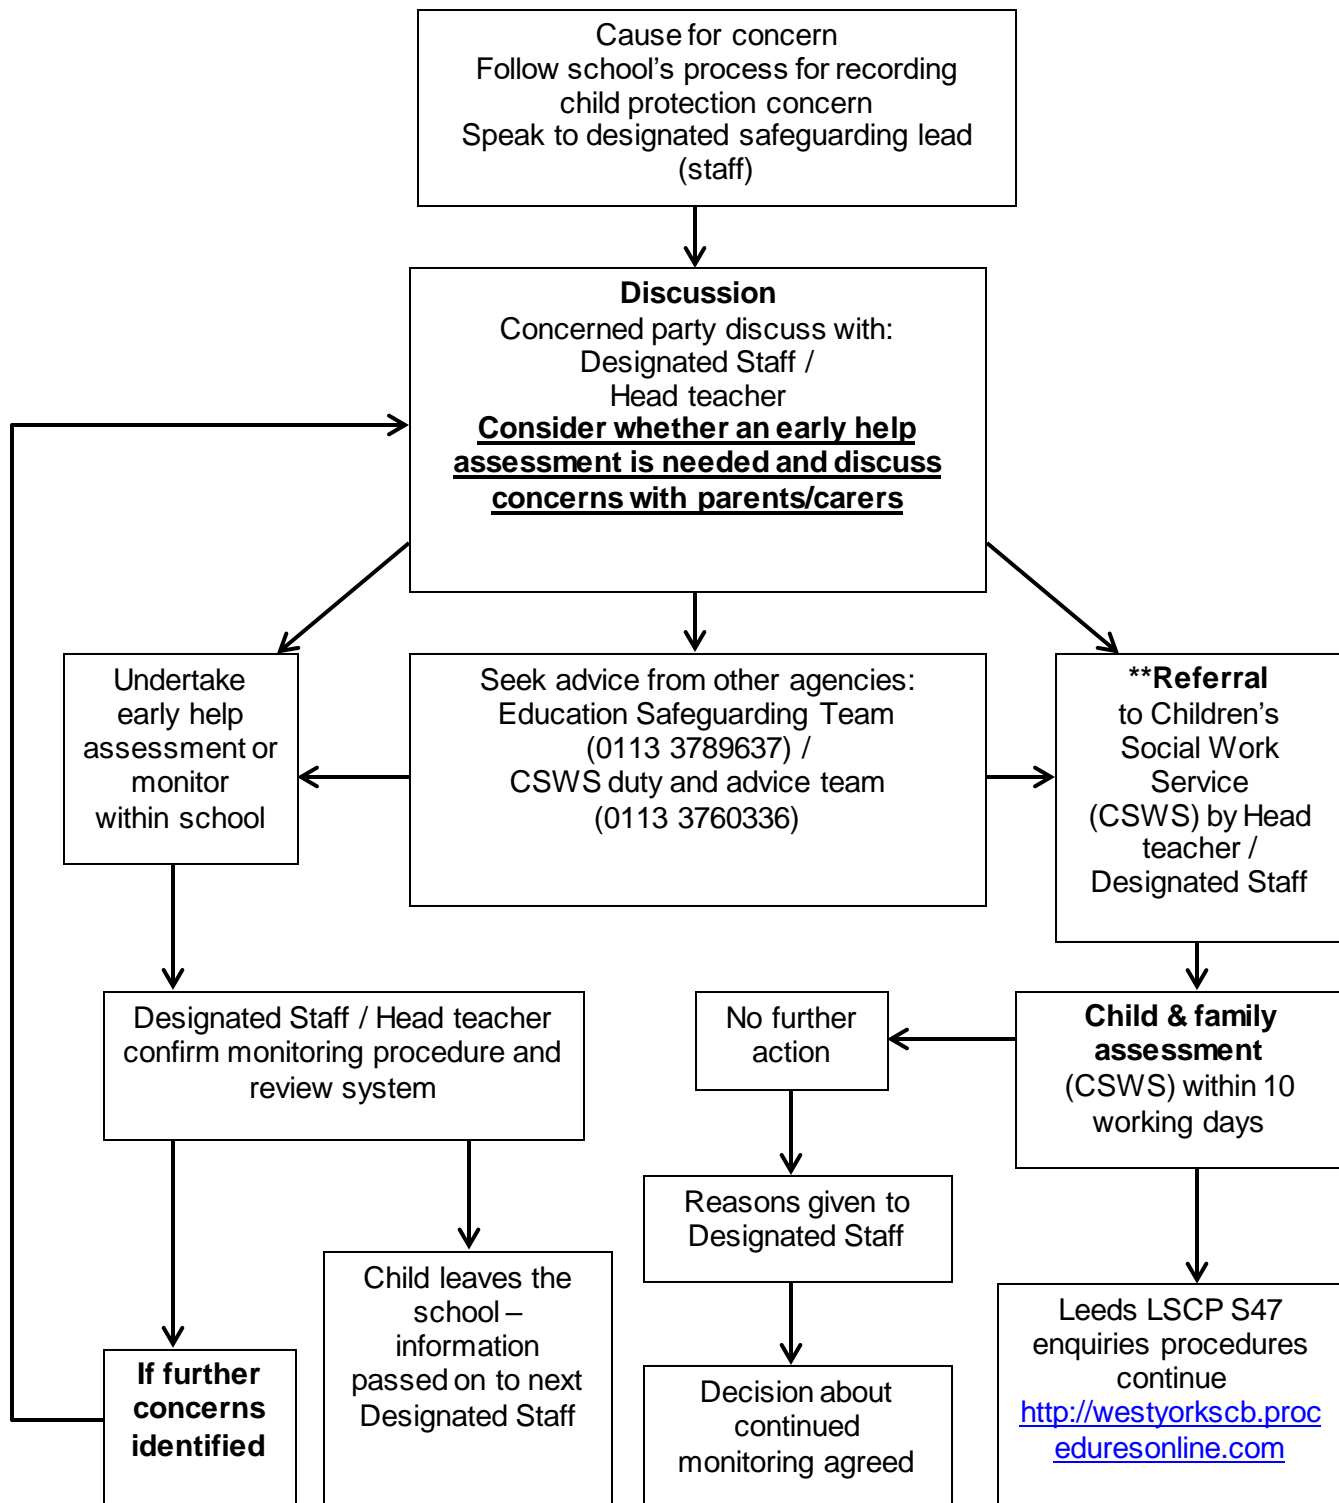 Cause for concern
Follow school’s process for recording
child protection concern
Speak to designated safeguarding lead
(staff)
Discussion
Concerned party discuss with:
Designated Staff /
Head teacher
Consider whether an early help
assessment is needed and discuss
concerns with parents/carers
Undertake
early help
assessment or
monitor
within school
Seek advice from other agencies:
Education Safeguarding Team
(0113 3789637) /
CSWS duty and advice team
(0113 3760336)
**Referral
to Children’s
Social Work
Service
(CSWS) by Head
teacher /
Designated Staff
Designated Staff / Head teacher
confirm monitoring procedure and
review system
No further
action
Child & family
assessment
(CSWS) within 10
working days
Reasons given to
Designated Staff
Child leaves the
school –
information
passed on to next
Designated Staff
If further
concerns
identified
Decision about
continued
monitoring agreed
Leeds LSCP S47
enquiries procedures
continue
http://westyorkscb.proc
eduresonline.com